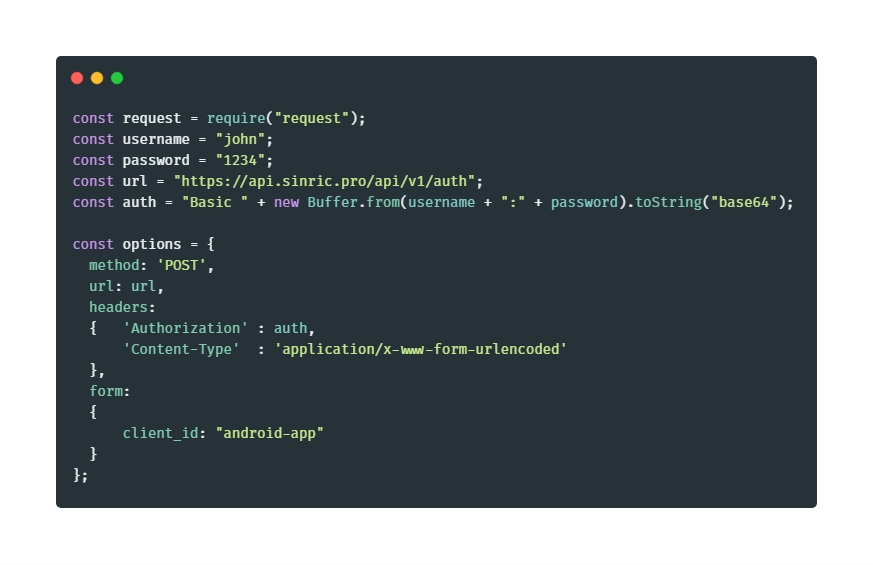 const request = require("request");
const username = "john";
const password = "1234";
const url = "https://api.sinric.pro/api/v1/auth";
const auth = "Basic " + new Buffer.from(username + ":" + password).toString("base64");

const options = {
  method: 'POST',
  url: url,
  headers:
  {   'Authorization' : auth,
      'Content-Type'  : 'application/x-www-form-urlencoded'
  },
  form:
  {
      client_id: "android-app"
  }
};